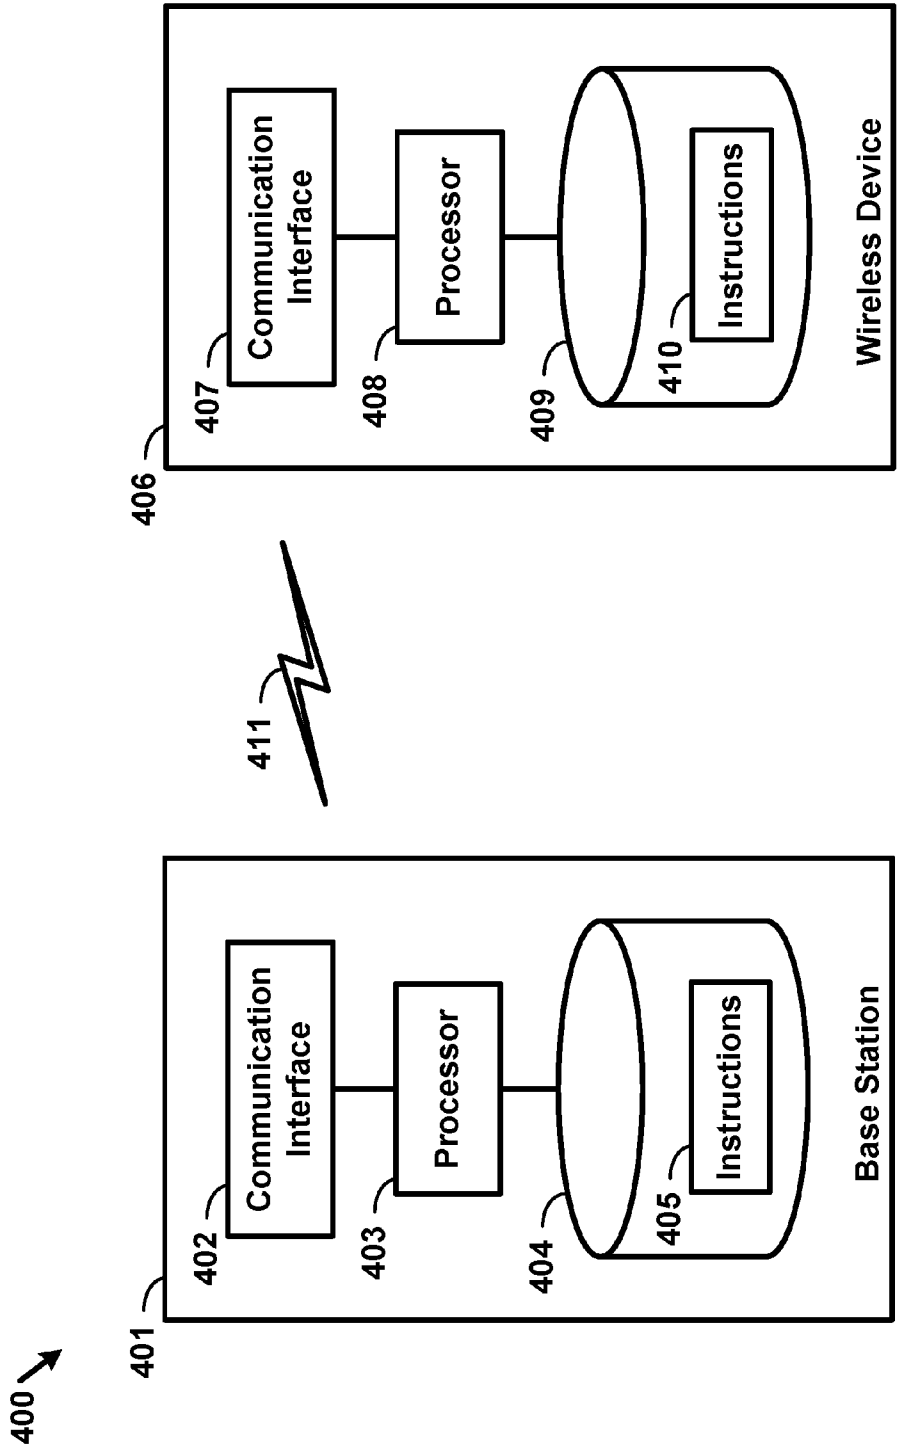 400
401
402
Communication
Interface
403
Processor
404
405
Instructions
Base Station
411
406
407
Communication
Interface
408
Processor
409
410
Instructions
Wireless Device